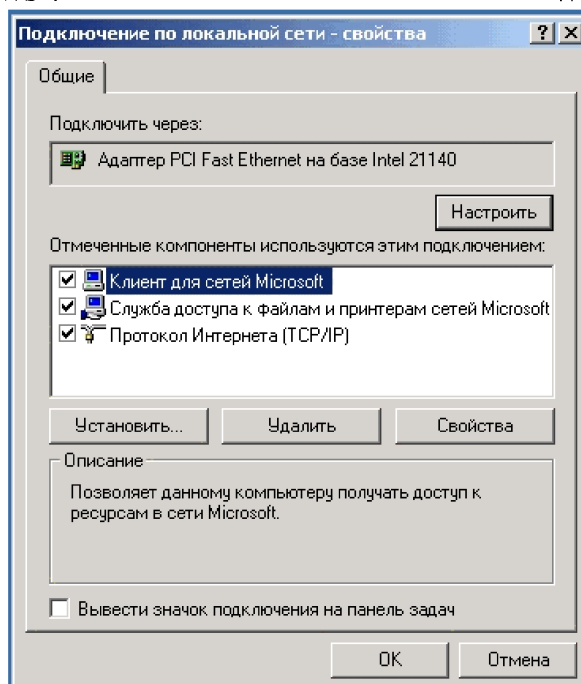 Подключение по локальной сети - свойства
Общие
Подключить через:
Адаптер PCI Fast Ethernet на базе Intel 21140
Настроить
Отмеченные компоненты используются этим подключением:
Клиент для сетей Microsoft
Служба доступа к файлам и принтерам сетей Microsoft
Протокол Интернета (TCP/IP)
Установить... Удалить Свойства
Описание
Позволяет данному компьютеру получать доступ к
ресурсам в сети Microsoft.
Вывести значок подключения на панель задач
OK Отмена